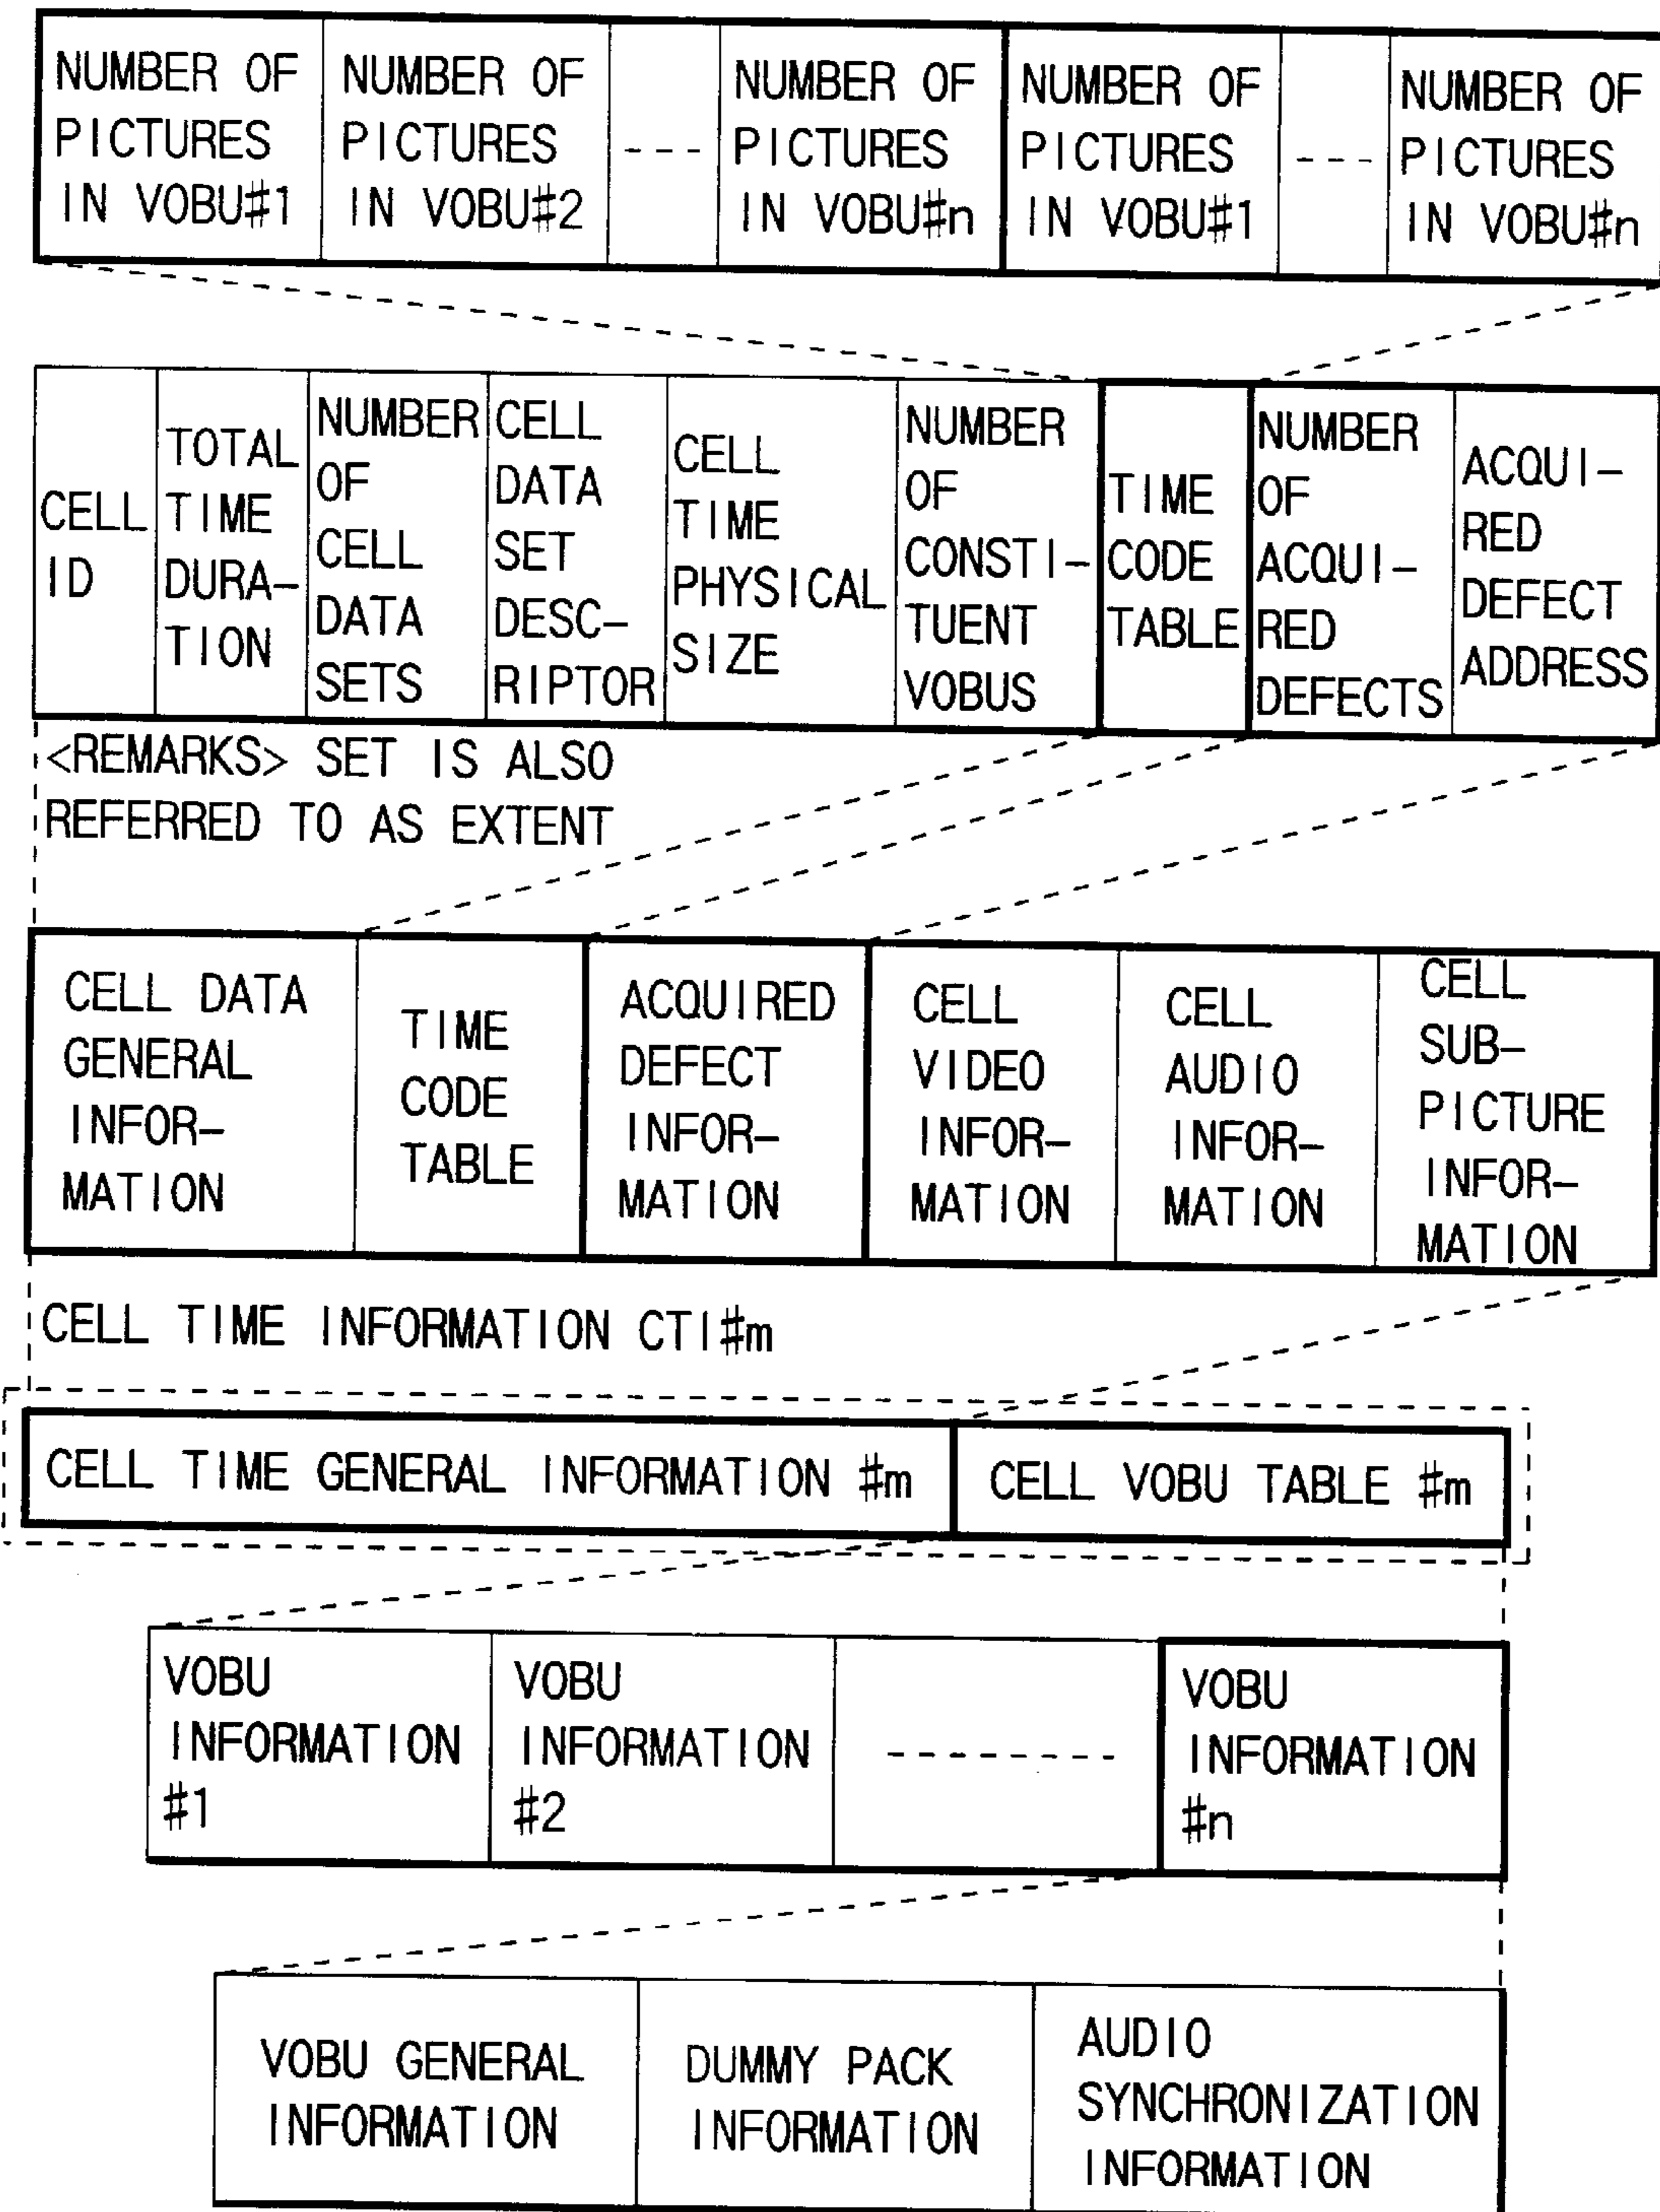 NUMBER OF
PICTURES
IN VOBU#1
NUMBER OF
PICTURES
IN VOBU#2
NUMBER OF
PICTURES
IN VOBU#n
NUMBER OF
PICTURES
IN VOBU#1
NUMBER OF
PICTURES
IN VOBU#n
CELL
ID
TOTAL
TIME
DURA-
TION
NUMBER
OF
CELL
DATA
SETS
CELL
DATA
SET
DESC-
RIPTOR
CELL
TIME
PHYSICAL
SIZE
NUMBER
OF
CONSTI-
TUENT
VOBUS
TIME
CODE
TABLE
NUMBER
OF
ACQUI-
RED
DEFECTS
ACQUI-
RED
DEFECT
ADDRESS
<REMARKS> SET IS ALSO
REFERRED TO AS EXTENT
CELL DATA
GENERAL
INFOR-
MATION
TIME
CODE
TABLE
ACQUIRED
DEFECT
INFOR-
MATION
CELL
VIDEO
INFOR-
MATION
CELL
AUDIO
INFOR-
MATION
CELL
SUB-
PICTURE
INFOR-
MATION
CELL TIME INFORMATION CTI#m
CELL TIME GENERAL INFORMATION #m
CELL VOBU TABLE #m
VOBU
INFORMATION
#1
VOBU
INFORMATION
#2
VOBU
INFORMATION
#n
VOBU GENERAL
INFORMATION
DUMMY PACK
INFORMATION
AUDIO
SYNCHRONIZATION
INFORMATION